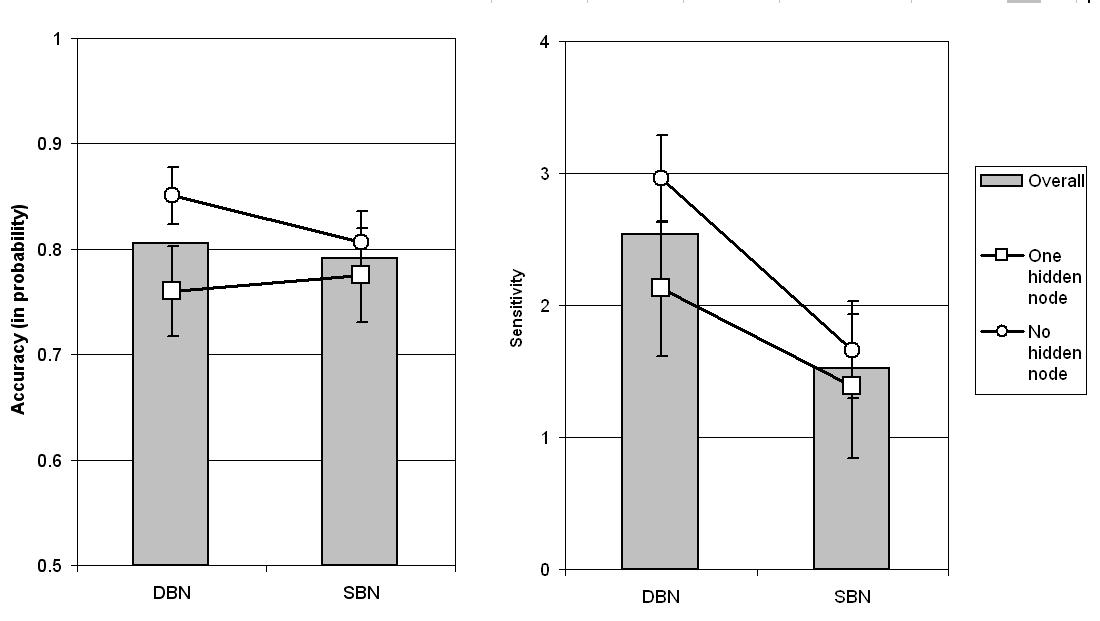 1
0.9
0.8
0.7
0.6
0.5
Accuracy (in probability)
DBN
SBN
4
3
2
1
0
Sensitivity
DBN
SBN
Overall
One
hidden
node
No
hidden
node